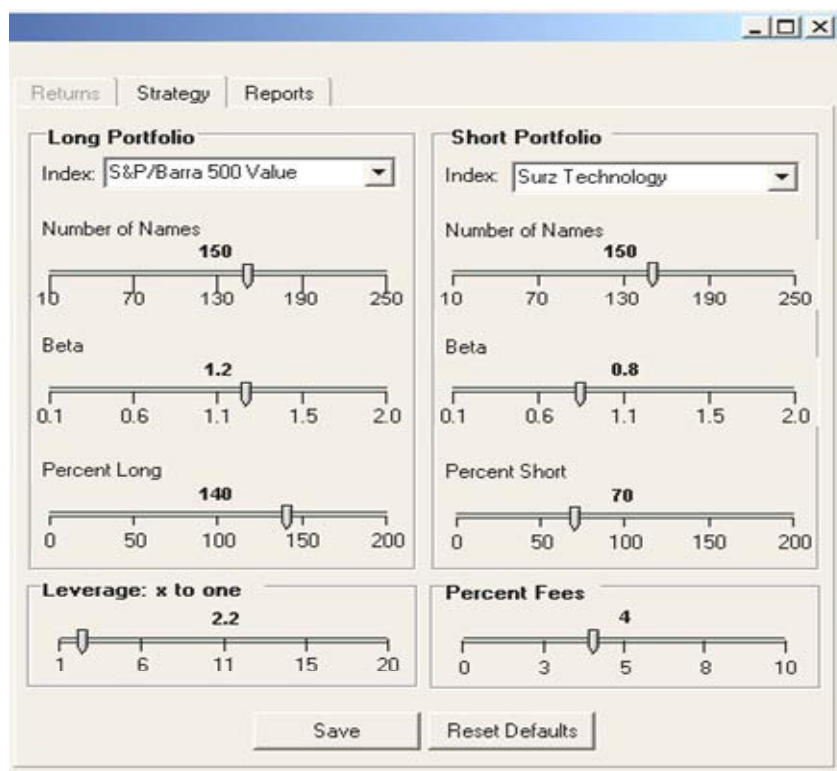 Returns Strategy Reports
Long Portfolio
Index: S&P/Barra 500 Value
Number of Names
150
10 70 130 190 250
Beta
1.2
0.1 0.6 1.1 1.5 2.0
Percent Long
140
0 50 100 150 200
Short Portfolio
Index: Surz Technology
Number of Names
150
10 70 130 190 250
Beta
0.8
0.1 0.6 1.1 1.5 2.0
Percent Short
70
0 50 100 150 200
Leverage: x to one
2.2
1 6 11 15 20
Percent Fees
4
0 3 5 8 10
Save Reset Defaults